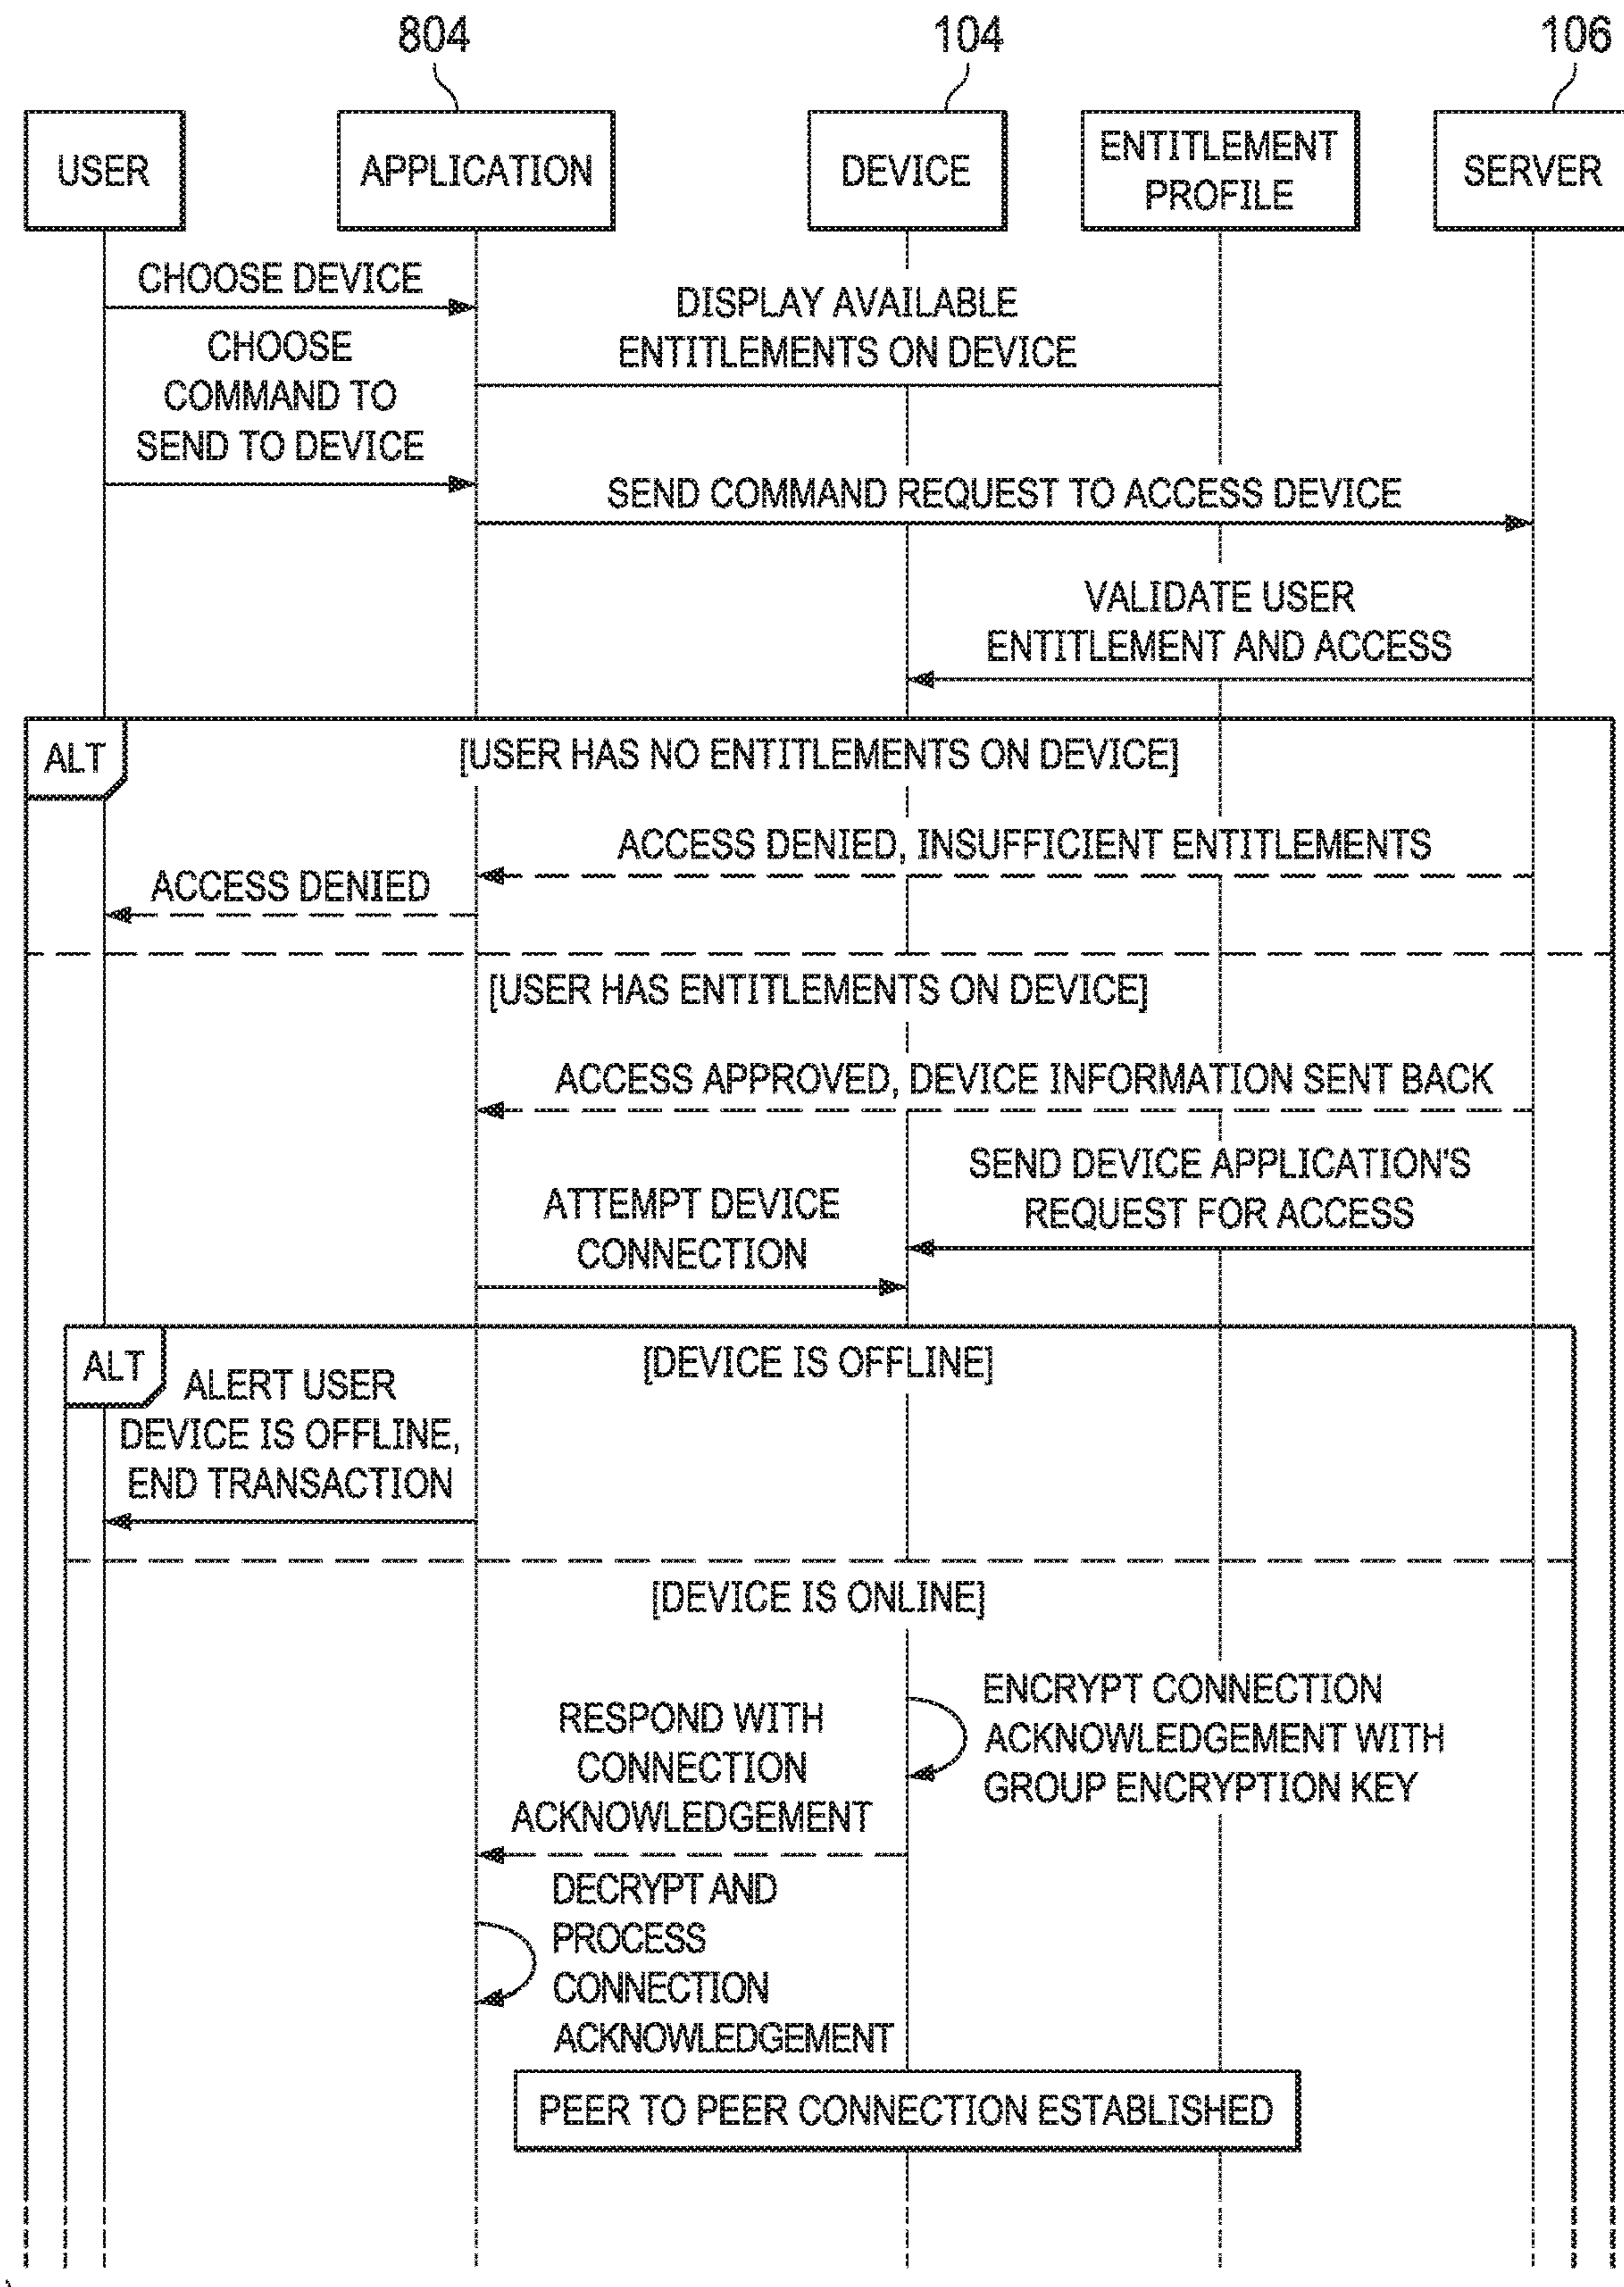 804
104
106
USER
APPLICATION
DEVICE
ENTITLEMENT
PROFILE
SERVER
CHOOSE DEVICE
DISPLAY AVAILABLE
ENTITLEMENTS ON DEVICE
CHOOSE
COMMAND TO
SEND TO DEVICE
SEND COMMAND REQUEST TO ACCESS DEVICE
VALIDATE USER
ENTITLEMENT AND ACCESS
ALT
[USER HAS NO ENTITLEMENTS ON DEVICE]
ACCESS DENIED, INSUFFICIENT ENTITLEMENTS
ACCESS DENIED
[USER HAS ENTITLEMENTS ON DEVICE]
ACCESS APPROVED, DEVICE INFORMATION SENT BACK
SEND DEVICE APPLICATION'S
REQUEST FOR ACCESS
ATTEMPT DEVICE
CONNECTION
ALT
[DEVICE IS OFFLINE]
ALERT USER
DEVICE IS OFFLINE,
END TRANSACTION
[DEVICE IS ONLINE]
ENCRYPT CONNECTION
ACKNOWLEDGEMENT WITH
GROUP ENCRYPTION KEY
RESPOND WITH
CONNECTION
ACKNOWLEDGEMENT
DECRYPT AND
PROCESS
CONNECTION
ACKNOWLEDGEMENT
PEER TO PEER CONNECTION ESTABLISHED